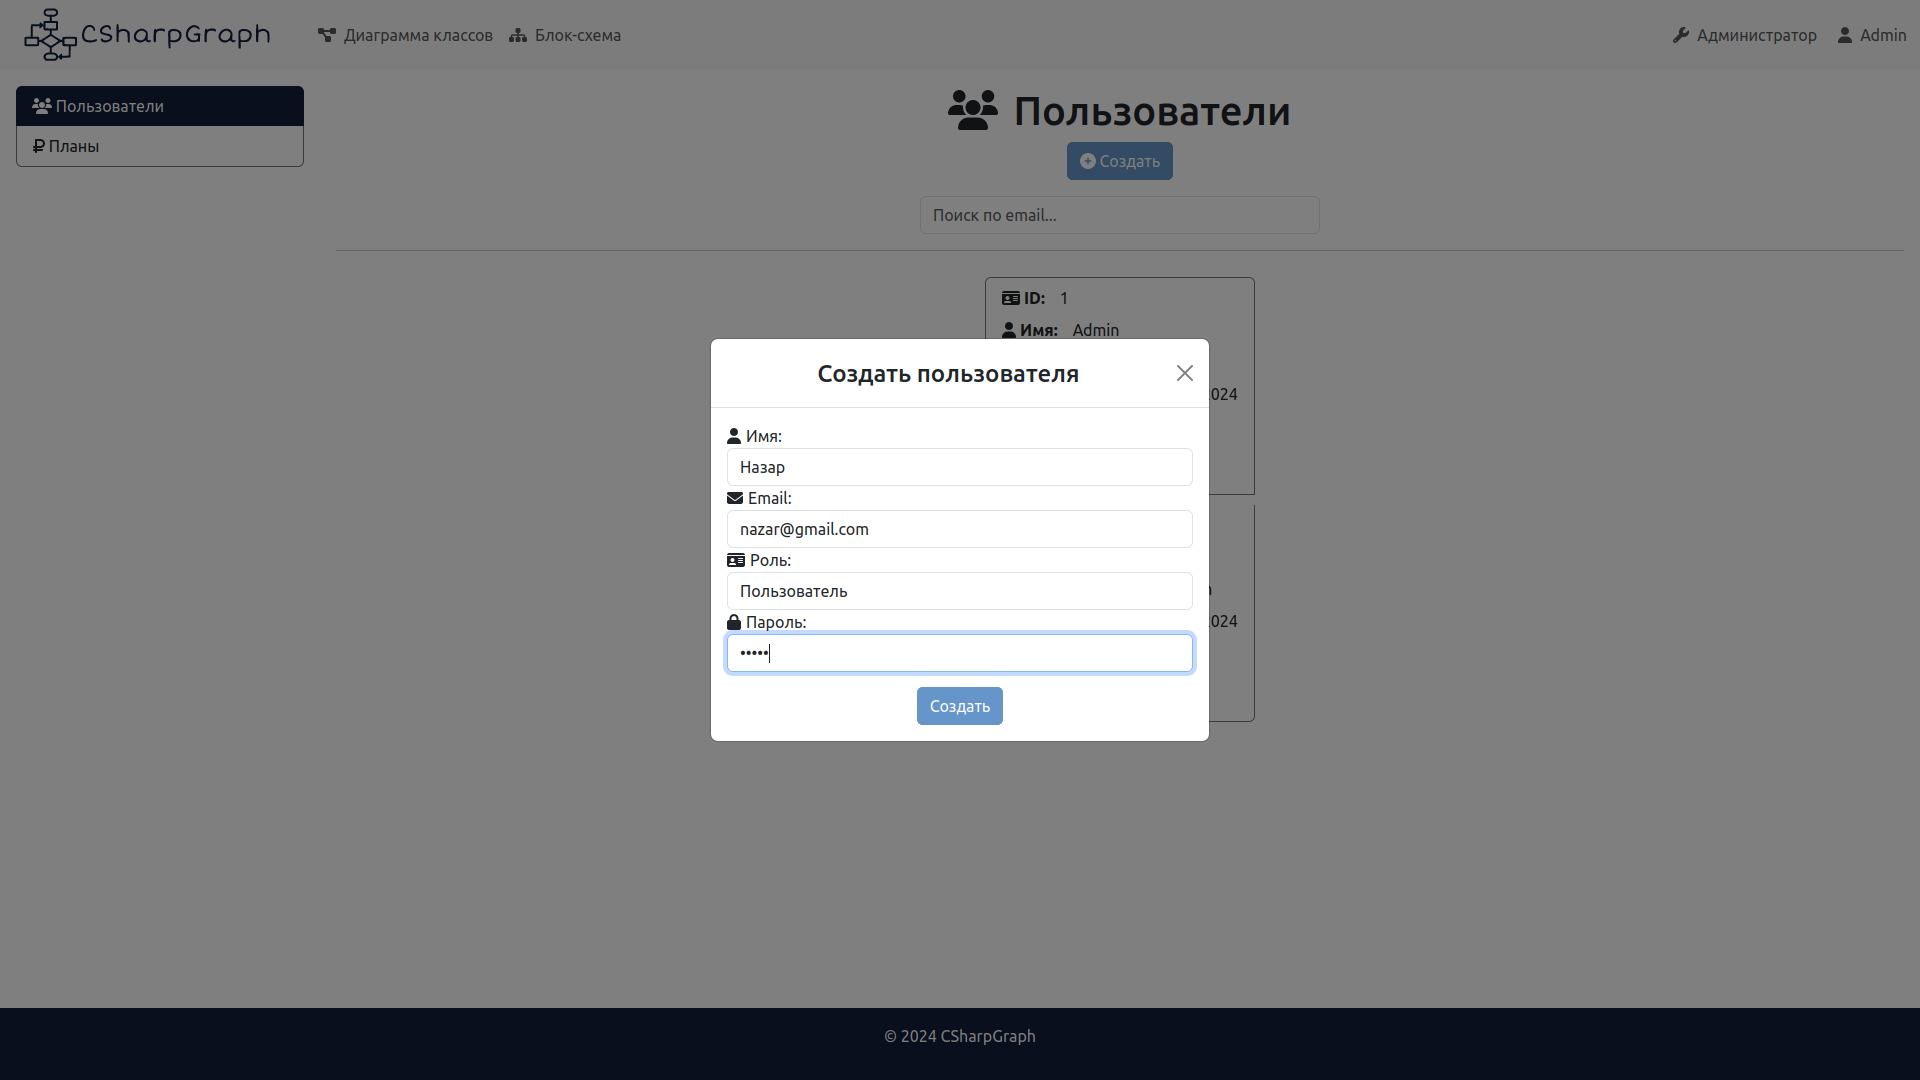 CSharpGraph
Диаграмма классов
Блок-схема
Администратор
Admin
Пользователи
Планы
Пользователи
Создать
Поиск по email...
ID: 1
Имя: Admin
024
024
Создать пользователя
Имя:
Назар
Email:
nazar@gmail.com
Роль:
Пользователь
Пароль:
•••••
Создать
© 2024 CSharpGraph